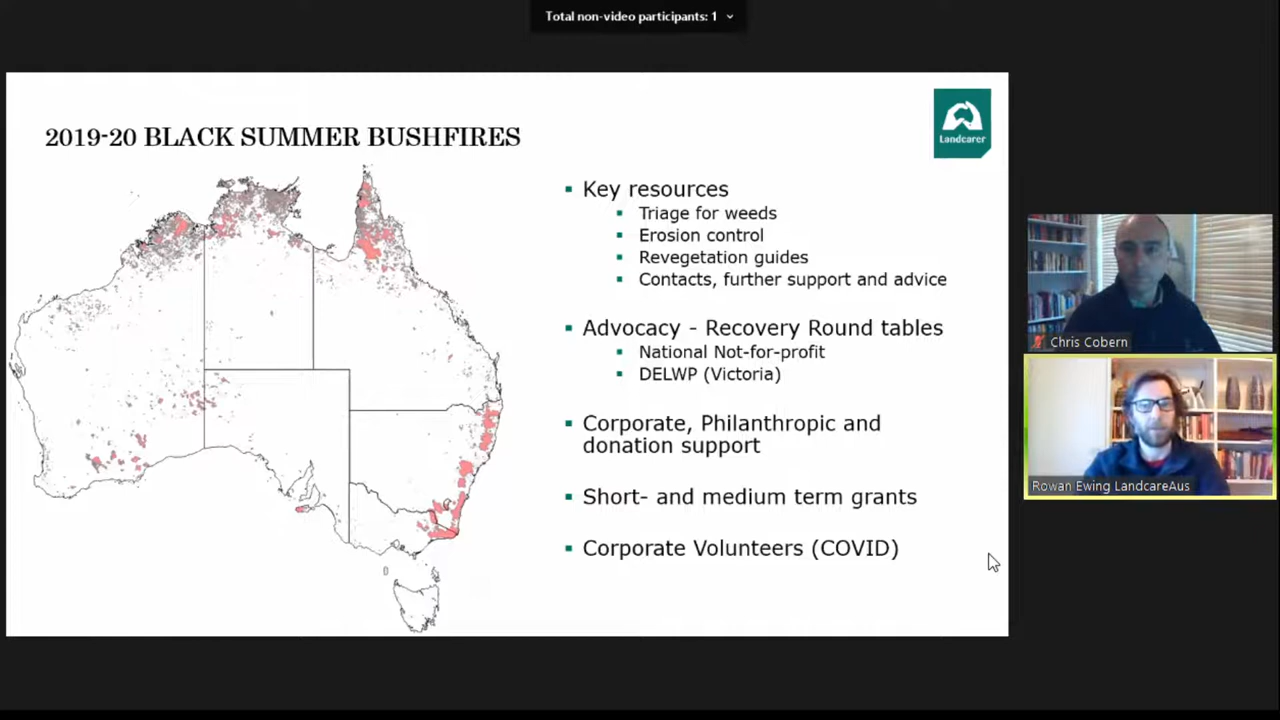 Total non-video participants: 1
2019-20 BLACK SUMMER BUSHFIRES
Landcarer
Key resources
Triage for weeds
Erosion control
Revegetation guides
Contacts, further support and advice
Advocacy - Recovery Round tables
National Not-for-profit
DELWP (Victoria)
Corporate, Philanthropic and
donation support
Short- and medium term grants
Corporate Volunteers (COVID)
Chris Cobern
Rowan Ewing LandcareAus